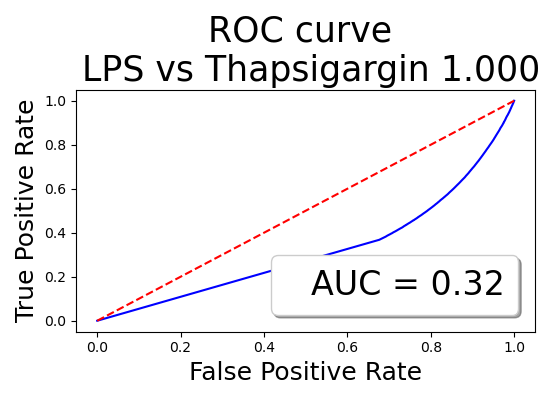 ROC curve
LPS vs Thapsigargin 1.000
True Positive Rate
1.0
0.8
0.6
0.4
0.2
0.0
AUC = 0.32
0.0 0.2 0.4 0.6 0.8 1.0
False Positive Rate